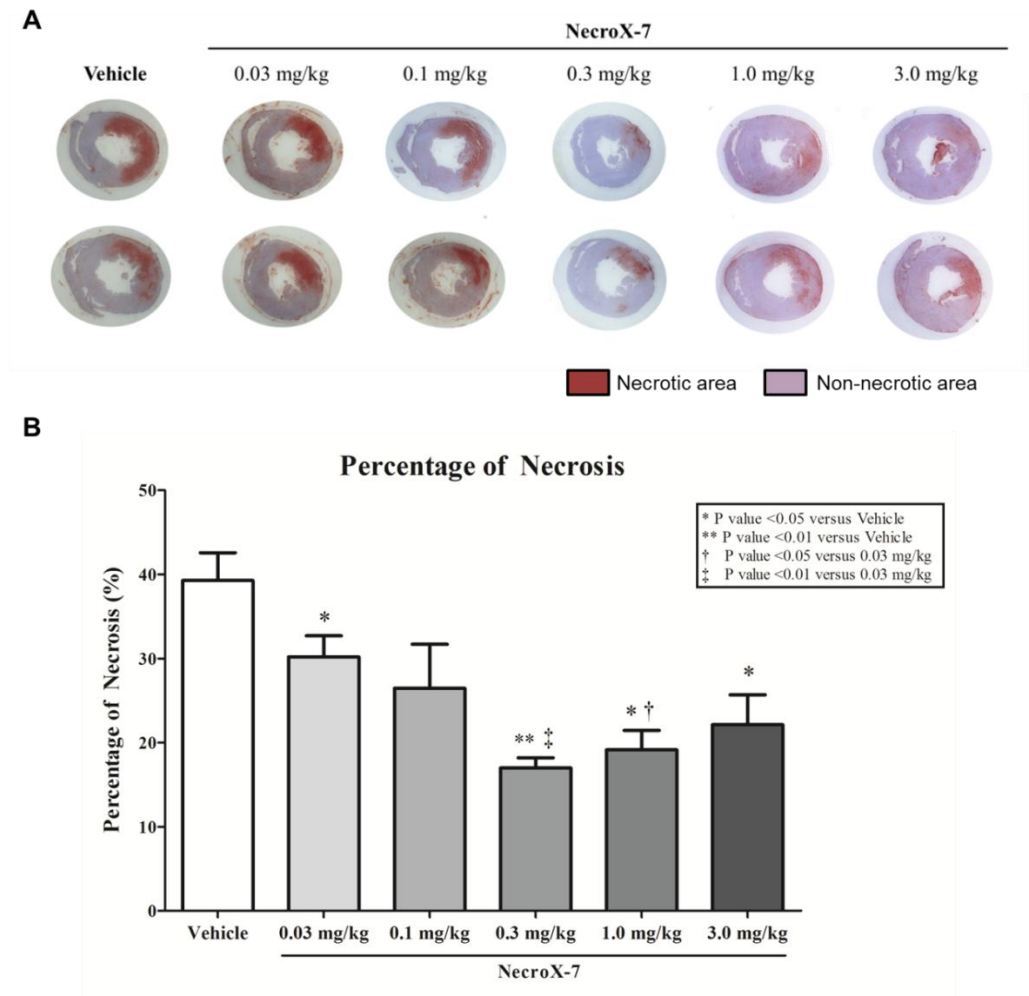 A
NecroX-7
Vehicle 0.03 mg/kg 0.1 mg/kg 0.3 mg/kg 1.0 mg/kg 3.0 mg/kg
Necrotic area Non-necrotic area
B
Percentage of Necrosis
* P value <0.05 versus Vehicle
** P value <0.01 versus Vehicle
† P value <0.05 versus 0.03 mg/kg
‡ P value <0.01 versus 0.03 mg/kg
Percentage of Necrosis (%)
50
40
30
20
10
0
*
** ‡
* †
*
Vehicle 0.03 mg/kg 0.1 mg/kg 0.3 mg/kg 1.0 mg/kg 3.0 mg/kg
NecroX-7